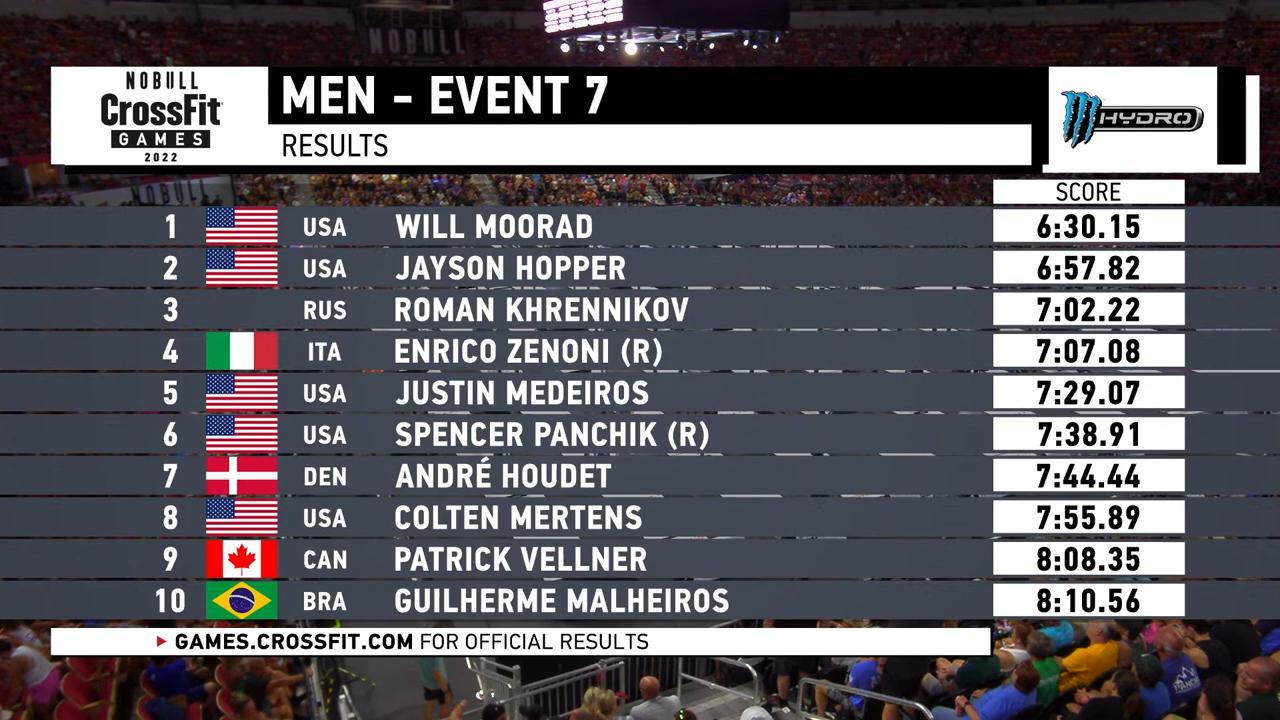 NOBULL
NOBULL
CrossFit
GAMES
2022
MEN - EVENT 7
RESULTS
HYDRO
NOBULL
SCORE
1 USA WILL MOORAD 6:30.15
2 USA JAYSON HOPPER 6:57.82
3 RUS ROMAN KHRENNIKOV 7:02.22
4 ITA ENRICO ZENONI (R) 7:07.08
5 USA JUSTIN MEDEIROS 7:29.07
6 USA SPENCER PANCHIK (R) 7:38.91
7 DEN ANDRÉ HOUDET 7:44.44
8 USA COLTEN MERTENS 7:55.89
9 CAN PATRICK VELLNER 8:08.35
10 BRA GUILHERME MALHEIROS 8:10.56
GAMES.CROSSFIT.COM FOR OFFICIAL RESULTS